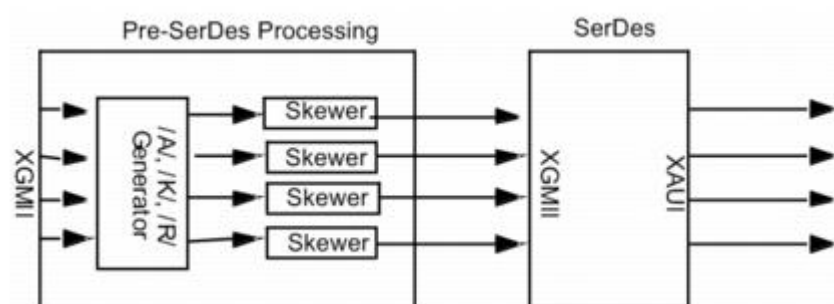 Pre-SerDes Processing
SerDes
XGMII
/A/, /K/, /R/
Generator
Skewer
Skewer
Skewer
Skewer
XGMII
XAUI